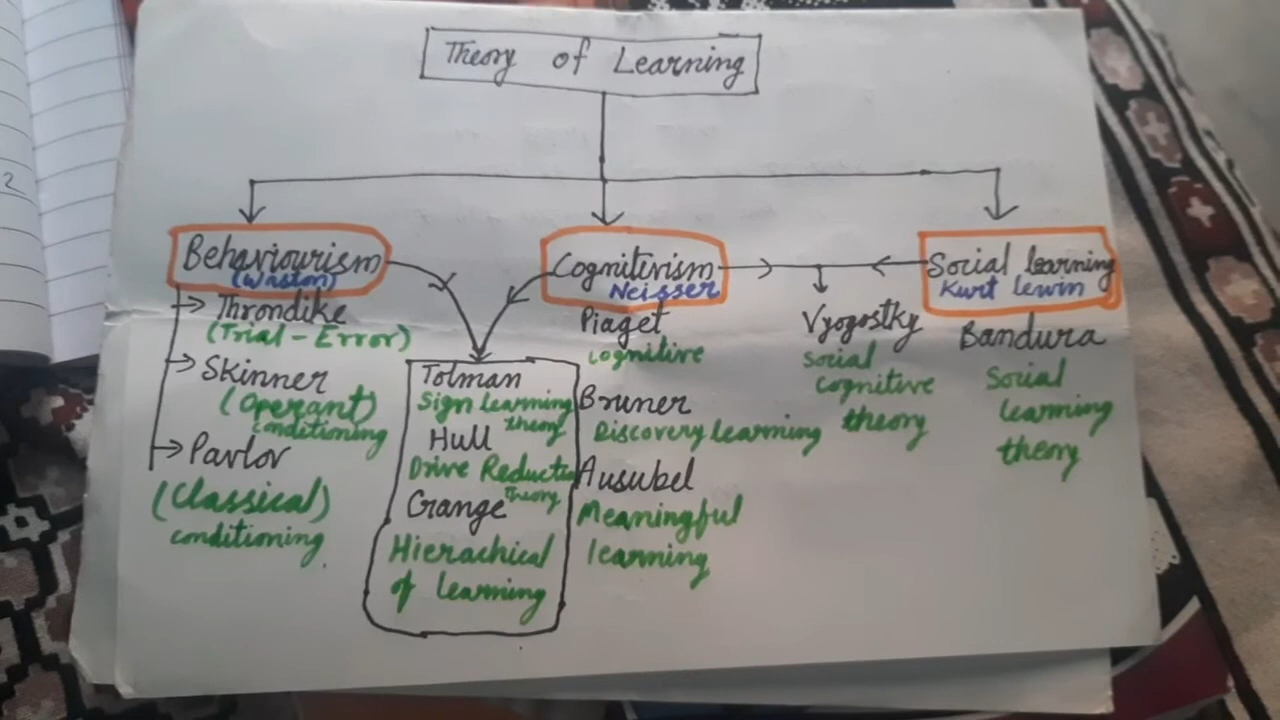 Theory of Learning
Behaviourism
(Waston)
Throndike
(Trial - Error)
Skinner
(Operant)
conditioning
Pavlov
(Classical)
conditioning
Tolman
Sign learning
theory
Hull
Drive Reduction
Theory
Grange
Hierachical
of learning
Cognitivism
Neisser
Piaget
cognitive
Bruner
Discovery learning
Ausubel
Meaningful
learning
Vyogostky
social
cognitive
theory
Social learning
Kurt Lewin
Bandura
Social
learning
theory
2